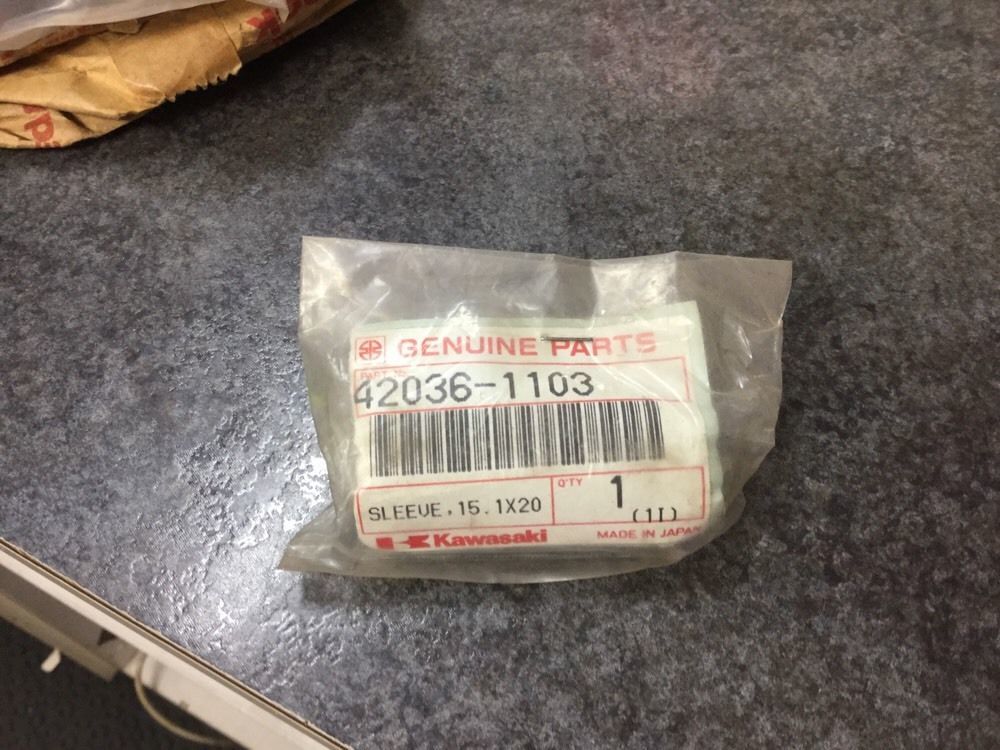 GENUINE PARTS
PART NO.
42036-1103
SLEEVE,15.1X20
Q'TY
1
(1I)
Kawasaki
MADE IN JAPAN